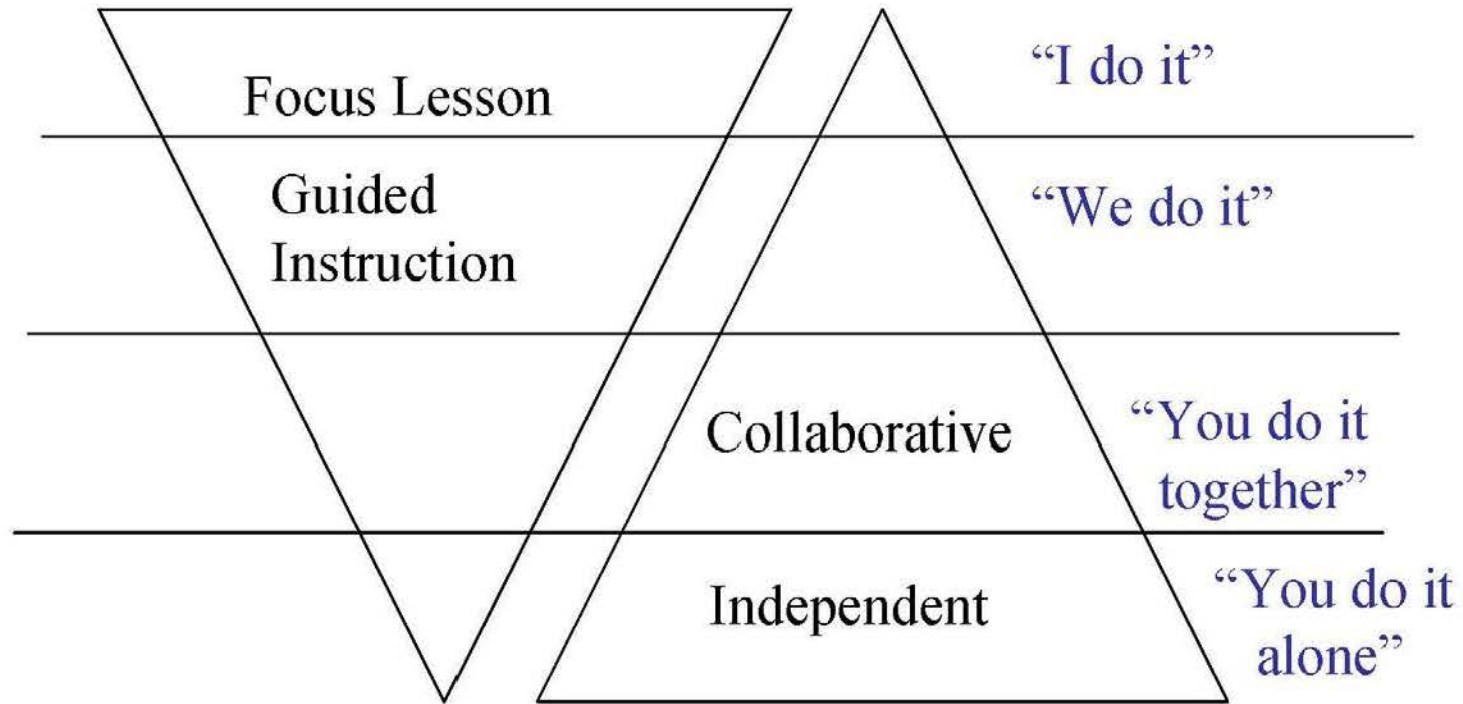 Focus Lesson
“I do it”
Guided
Instruction
“We do it”
Collaborative
“You do it
together”
Independent
“You do it
alone”